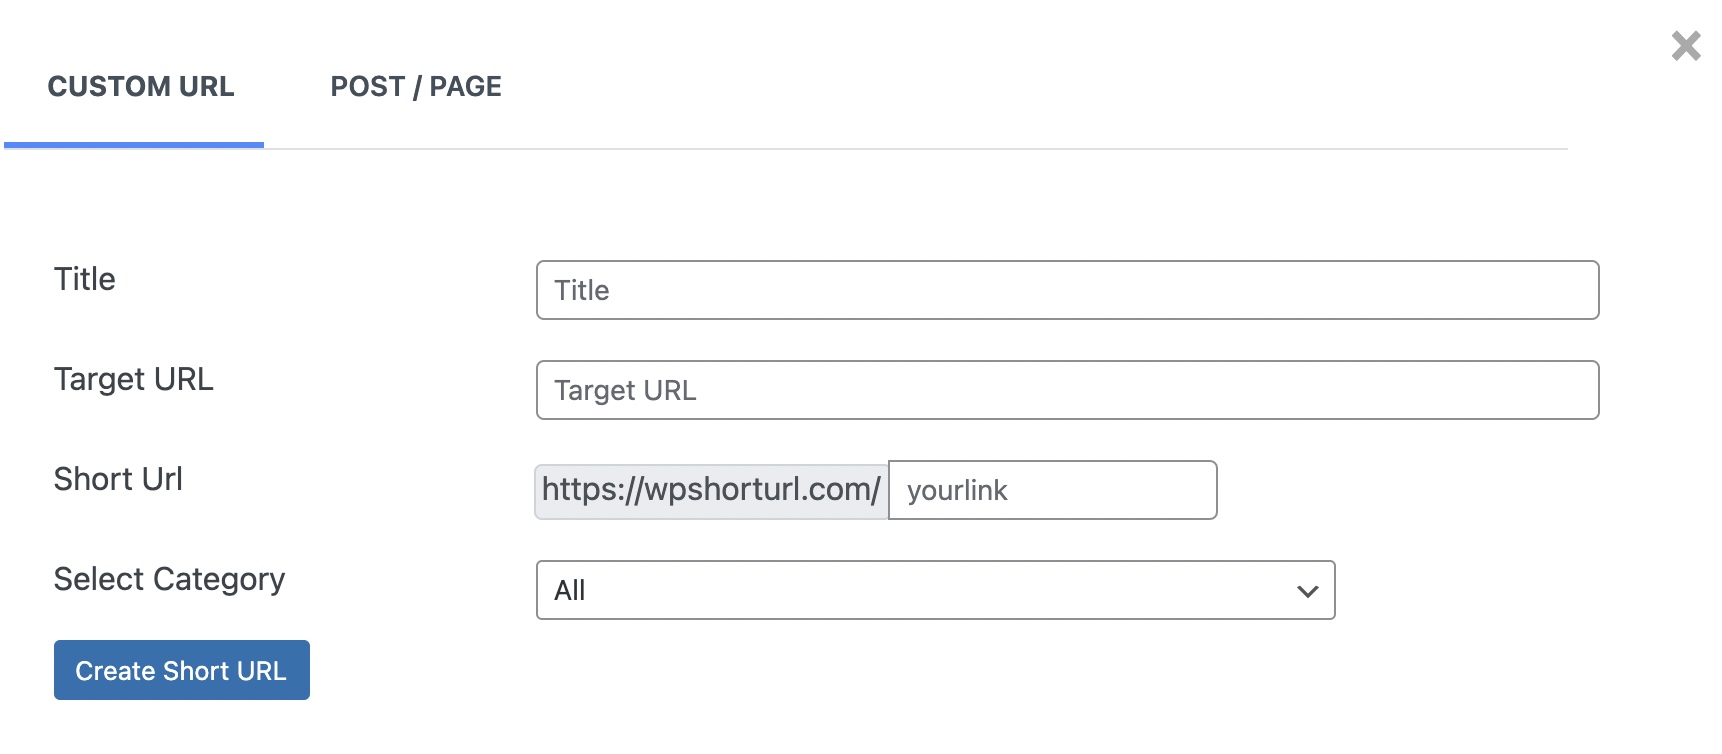 CUSTOM URL POST / PAGE
Title Title
Target URL Target URL
Short Url https://wpshorturl.com/ yourlink
Select Category All
Create Short URL